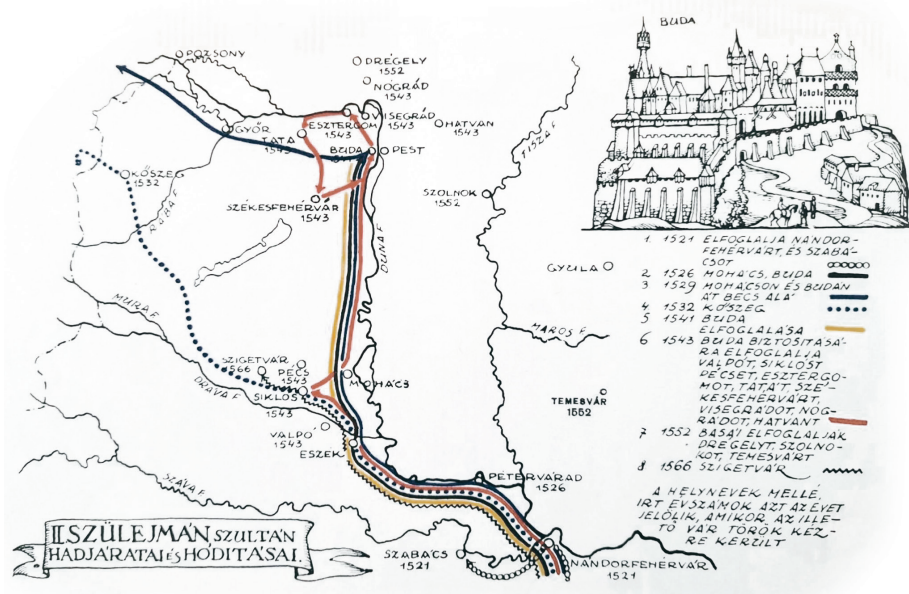 BUDA
POZSONY
DRÉGELY
1552
NÓGRÁD
1543
VISEGRÁD
1543
HATVAN
1543
ESZTERGOM
1543
GYŐR
TATA
1543
BUDA
PEST
KŐSZEG
1532
RÁBA F
SZÉKESFEHÉRVÁR
1543
DUNA F
TISZA F
SZOLNOK
1552
GYULA
MAROS F
TEMESVÁR
1552
MURA F
DRÁVA F
SZIGETVÁR
1566
PÉCS
1543
SIKLÓS
1543
MOHÁCS
VALPÓ
1543
ESZÉK
SZÁVA F
PÉTERVÁRAD
1526
SZABÁCS
1521
NÁNDORFEHÉRVÁR
1521
1 1521 ELFOGLALJA NÁNDOR-
FEHÉRVÁRT, ÉS SZABÁ-
CSOT
2 1526 MOHÁCS, BUDA
3 1529 MOHÁCSON ÉS BUDÁN
ÁT BÉCS ALÁ
4 1532 KŐSZEG
5 1541 BUDA
ELFOGLALÁSA
6 1543 BUDA BIZTOSITÁSÁ-
RA ELFOGLALJA
VALPÓT, SIKLÓST
PÉCSET, ESZTERGO-
MOT, TATÁT, SZÉ-
KESFEHÉRVÁRT,
VISEGRÁDOT, NÓG-
RÁDOT, HATVANT
7 1552 BASÁI ELFOGLALJÁK
DRÉGELYT, SZOLNO-
KOT, TEMESVÁRT
8 1566 SZIGETVÁR
A HELYNEVEK MELLÉ,
IRT ÉVSZÁMOK AZT AZ ÉVET
JELÖLIK, AMIKOR AZ ILLE-
TŐ VÁR TÖRÖK KÉZ-
RE KERÜLT
II SZÜLEJMÁN SZULTÁN
HADJÁRATAI ÉS HÓDITÁSAI.